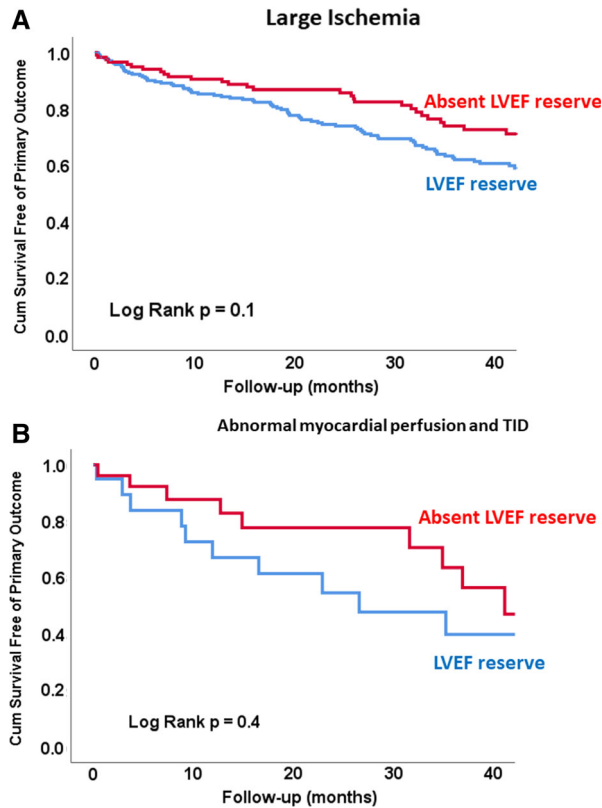 A
Large Ischemia
Cum Survival Free of Primary Outcome
1.0
0.8
0.6
0.4
0.2
0.0
Absent LVEF reserve
LVEF reserve
Log Rank p = 0.1
0 10 20 30 40
Follow-up (months)
B
Abnormal myocardial perfusion and TID
Cum Survival Free of Primary Outcome
1.0
0.8
0.6
0.4
0.2
0.0
Absent LVEF reserve
LVEF reserve
Log Rank p = 0.4
0 10 20 30 40
Follow-up (months)